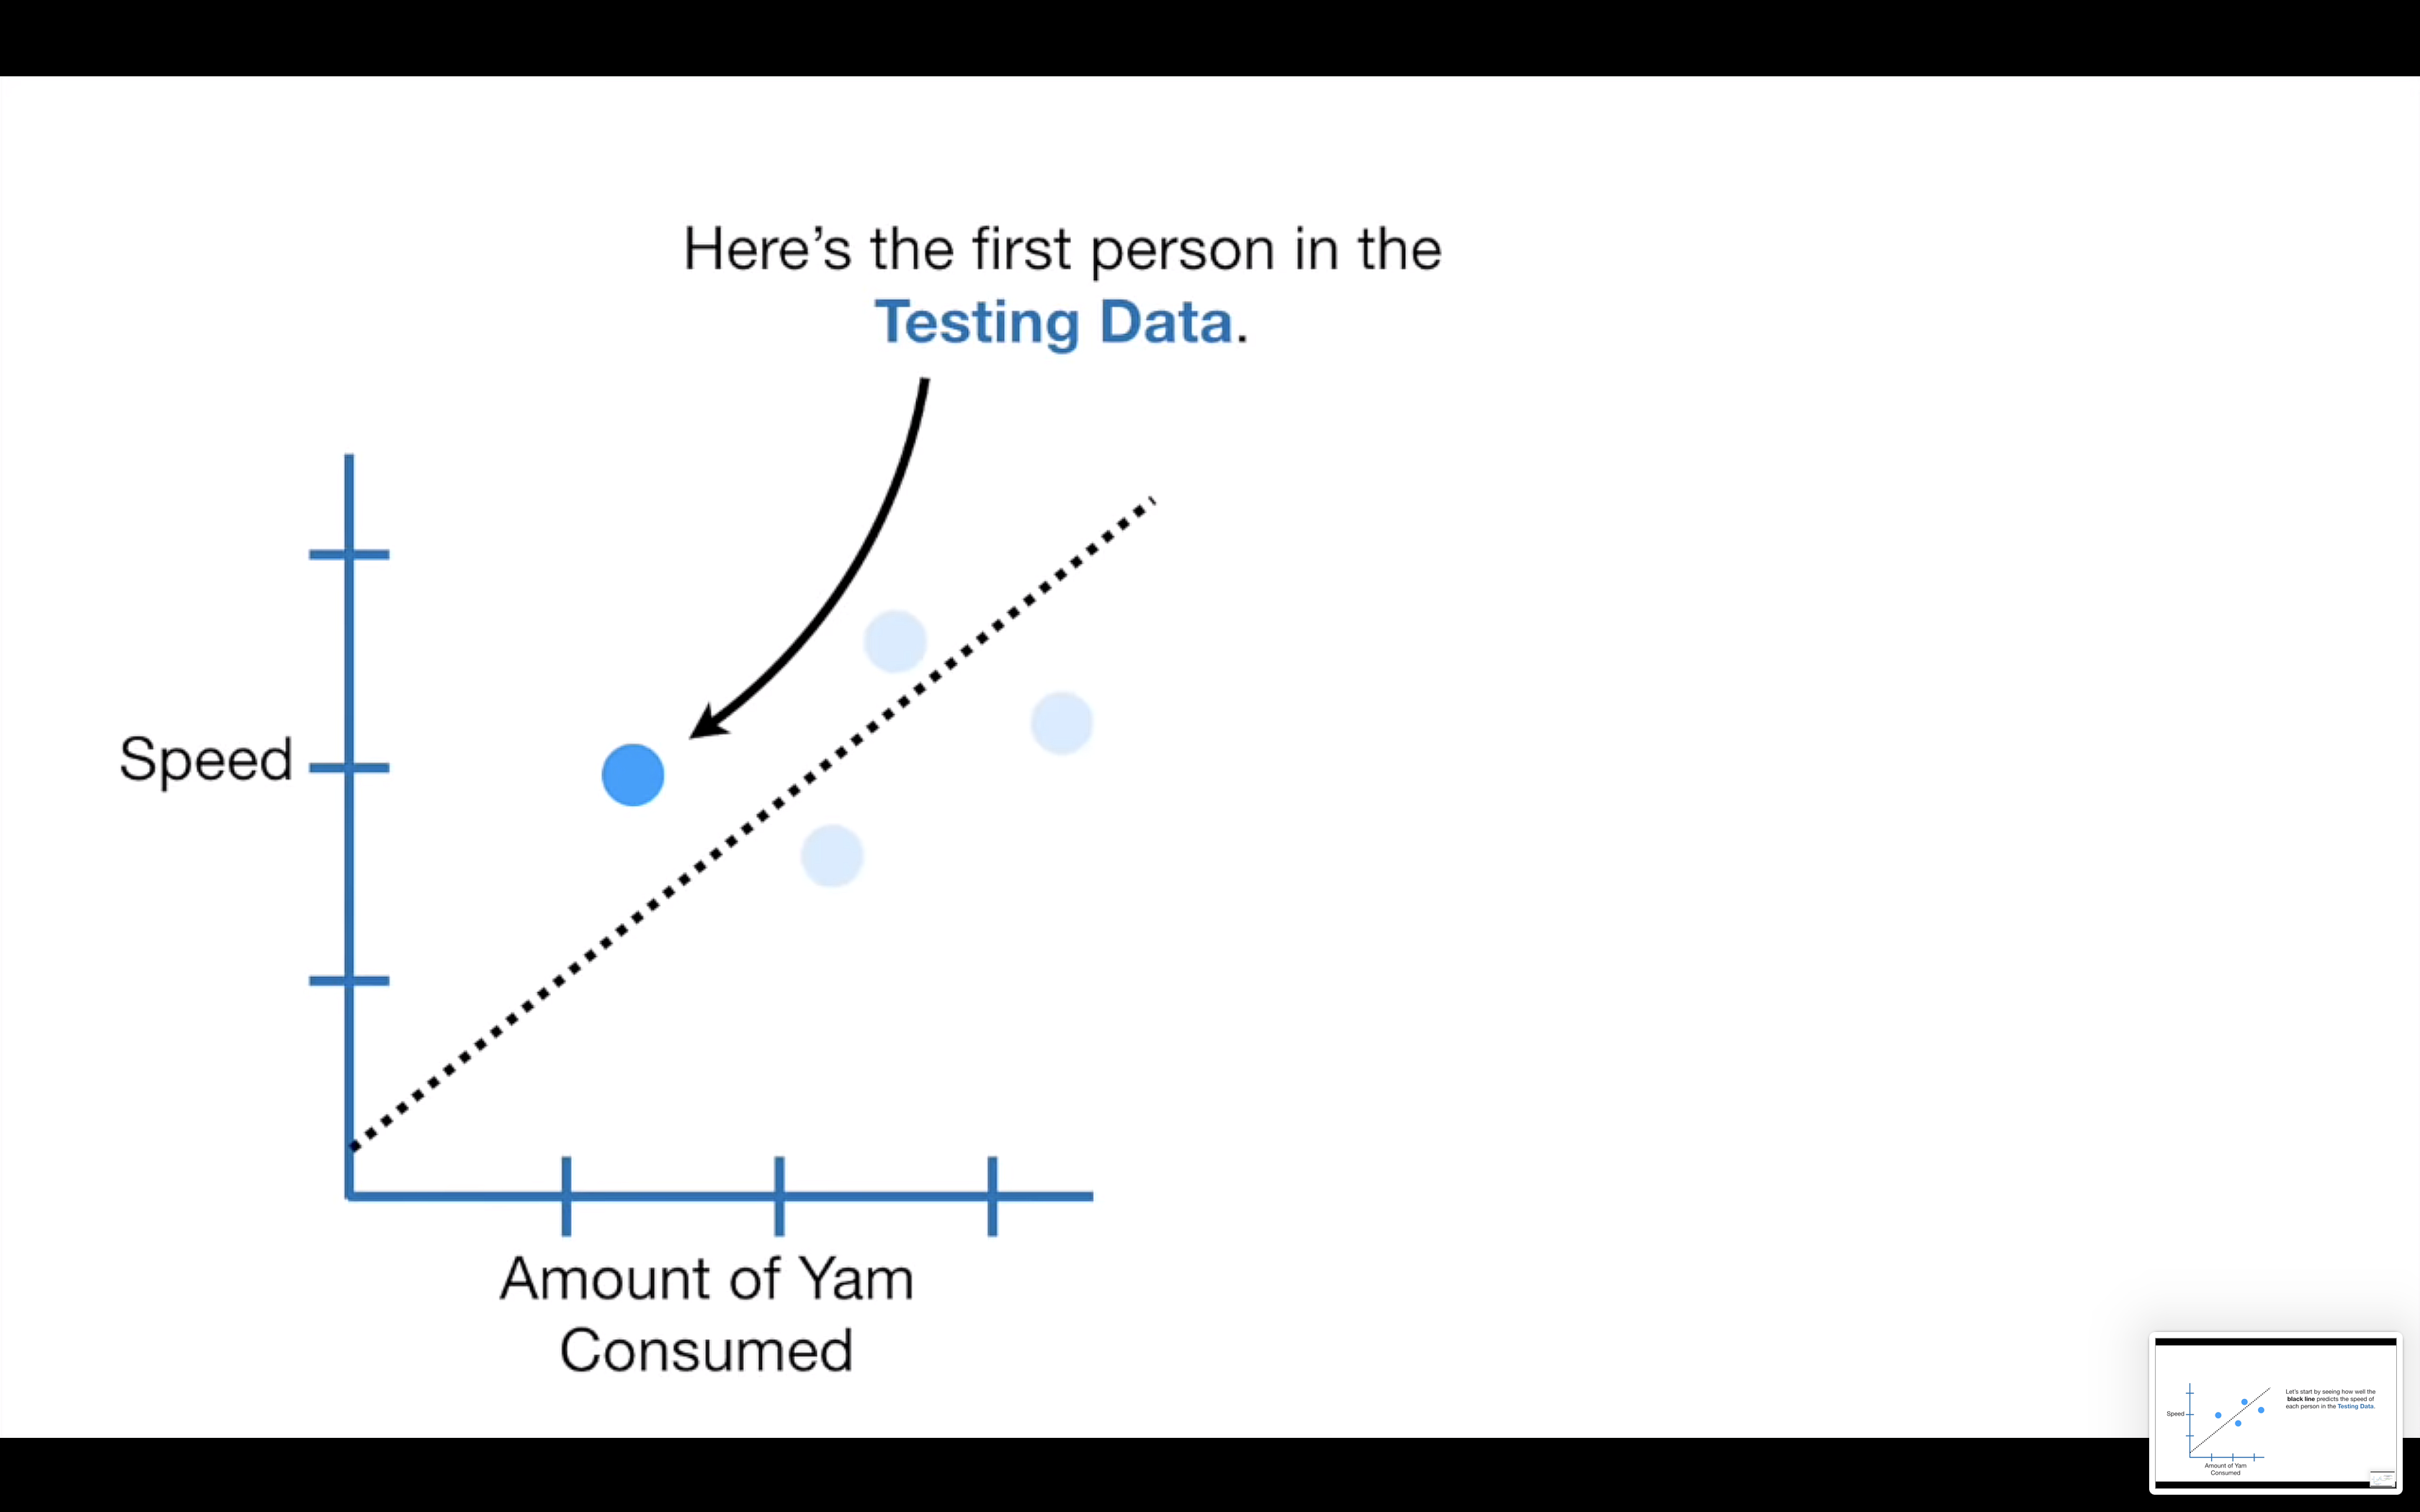 Here's the first person in the
Testing Data.
Speed
Amount of Yam
Consumed
Let's start by seeing how well the
black line predicts the speed of
each person in the Testing Data.
Speed
Amount of Yam
Consumed